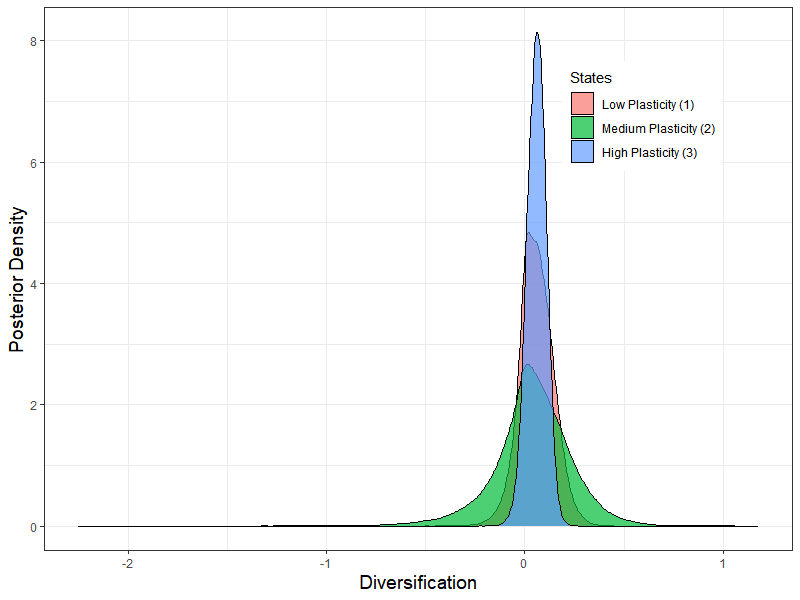 States
Low Plasticity (1)
Medium Plasticity (2)
High Plasticity (3)
Posterior Density
8
6
4
2
0
-2
-1
0
1
Diversification